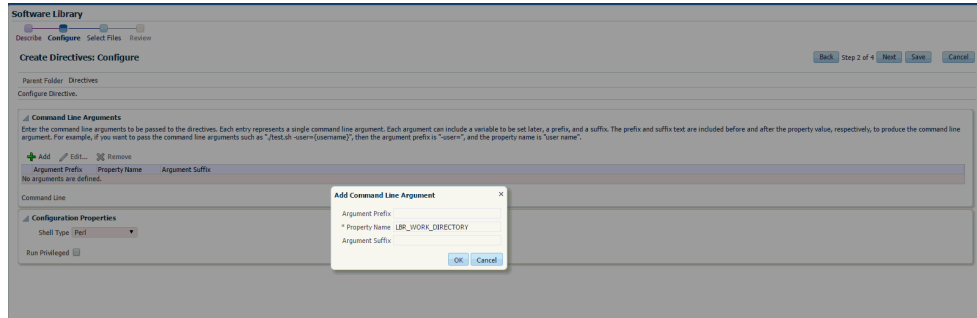 Software Library
Describe Configure Select Files Review
Create Directives: Configure
Back Step 2 of 4 Next Save Cancel
Parent Folder Directives
Configure Directive.
Command Line Arguments
Enter the command line arguments to be passed to the directives. Each entry represents a single command line argument. Each argument can include a variable to be set later, a prefix, and a suffix. The prefix and suffix text are included before and after the property value, respectively, to produce the command line
argument. For example, if you want to pass the command line arguments such as "./test.sh -user={username}", then the argument prefix is "-user=", and the property name is "user name".
Add Edit... Remove
Argument Prefix Property Name Argument Suffix
No arguments are defined.
Command Line
Add Command Line Argument ×
Argument Prefix
* Property Name LBR_WORK_DIRECTORY
Argument Suffix
OK Cancel
Configuration Properties
Shell Type Perl
Run Privileged